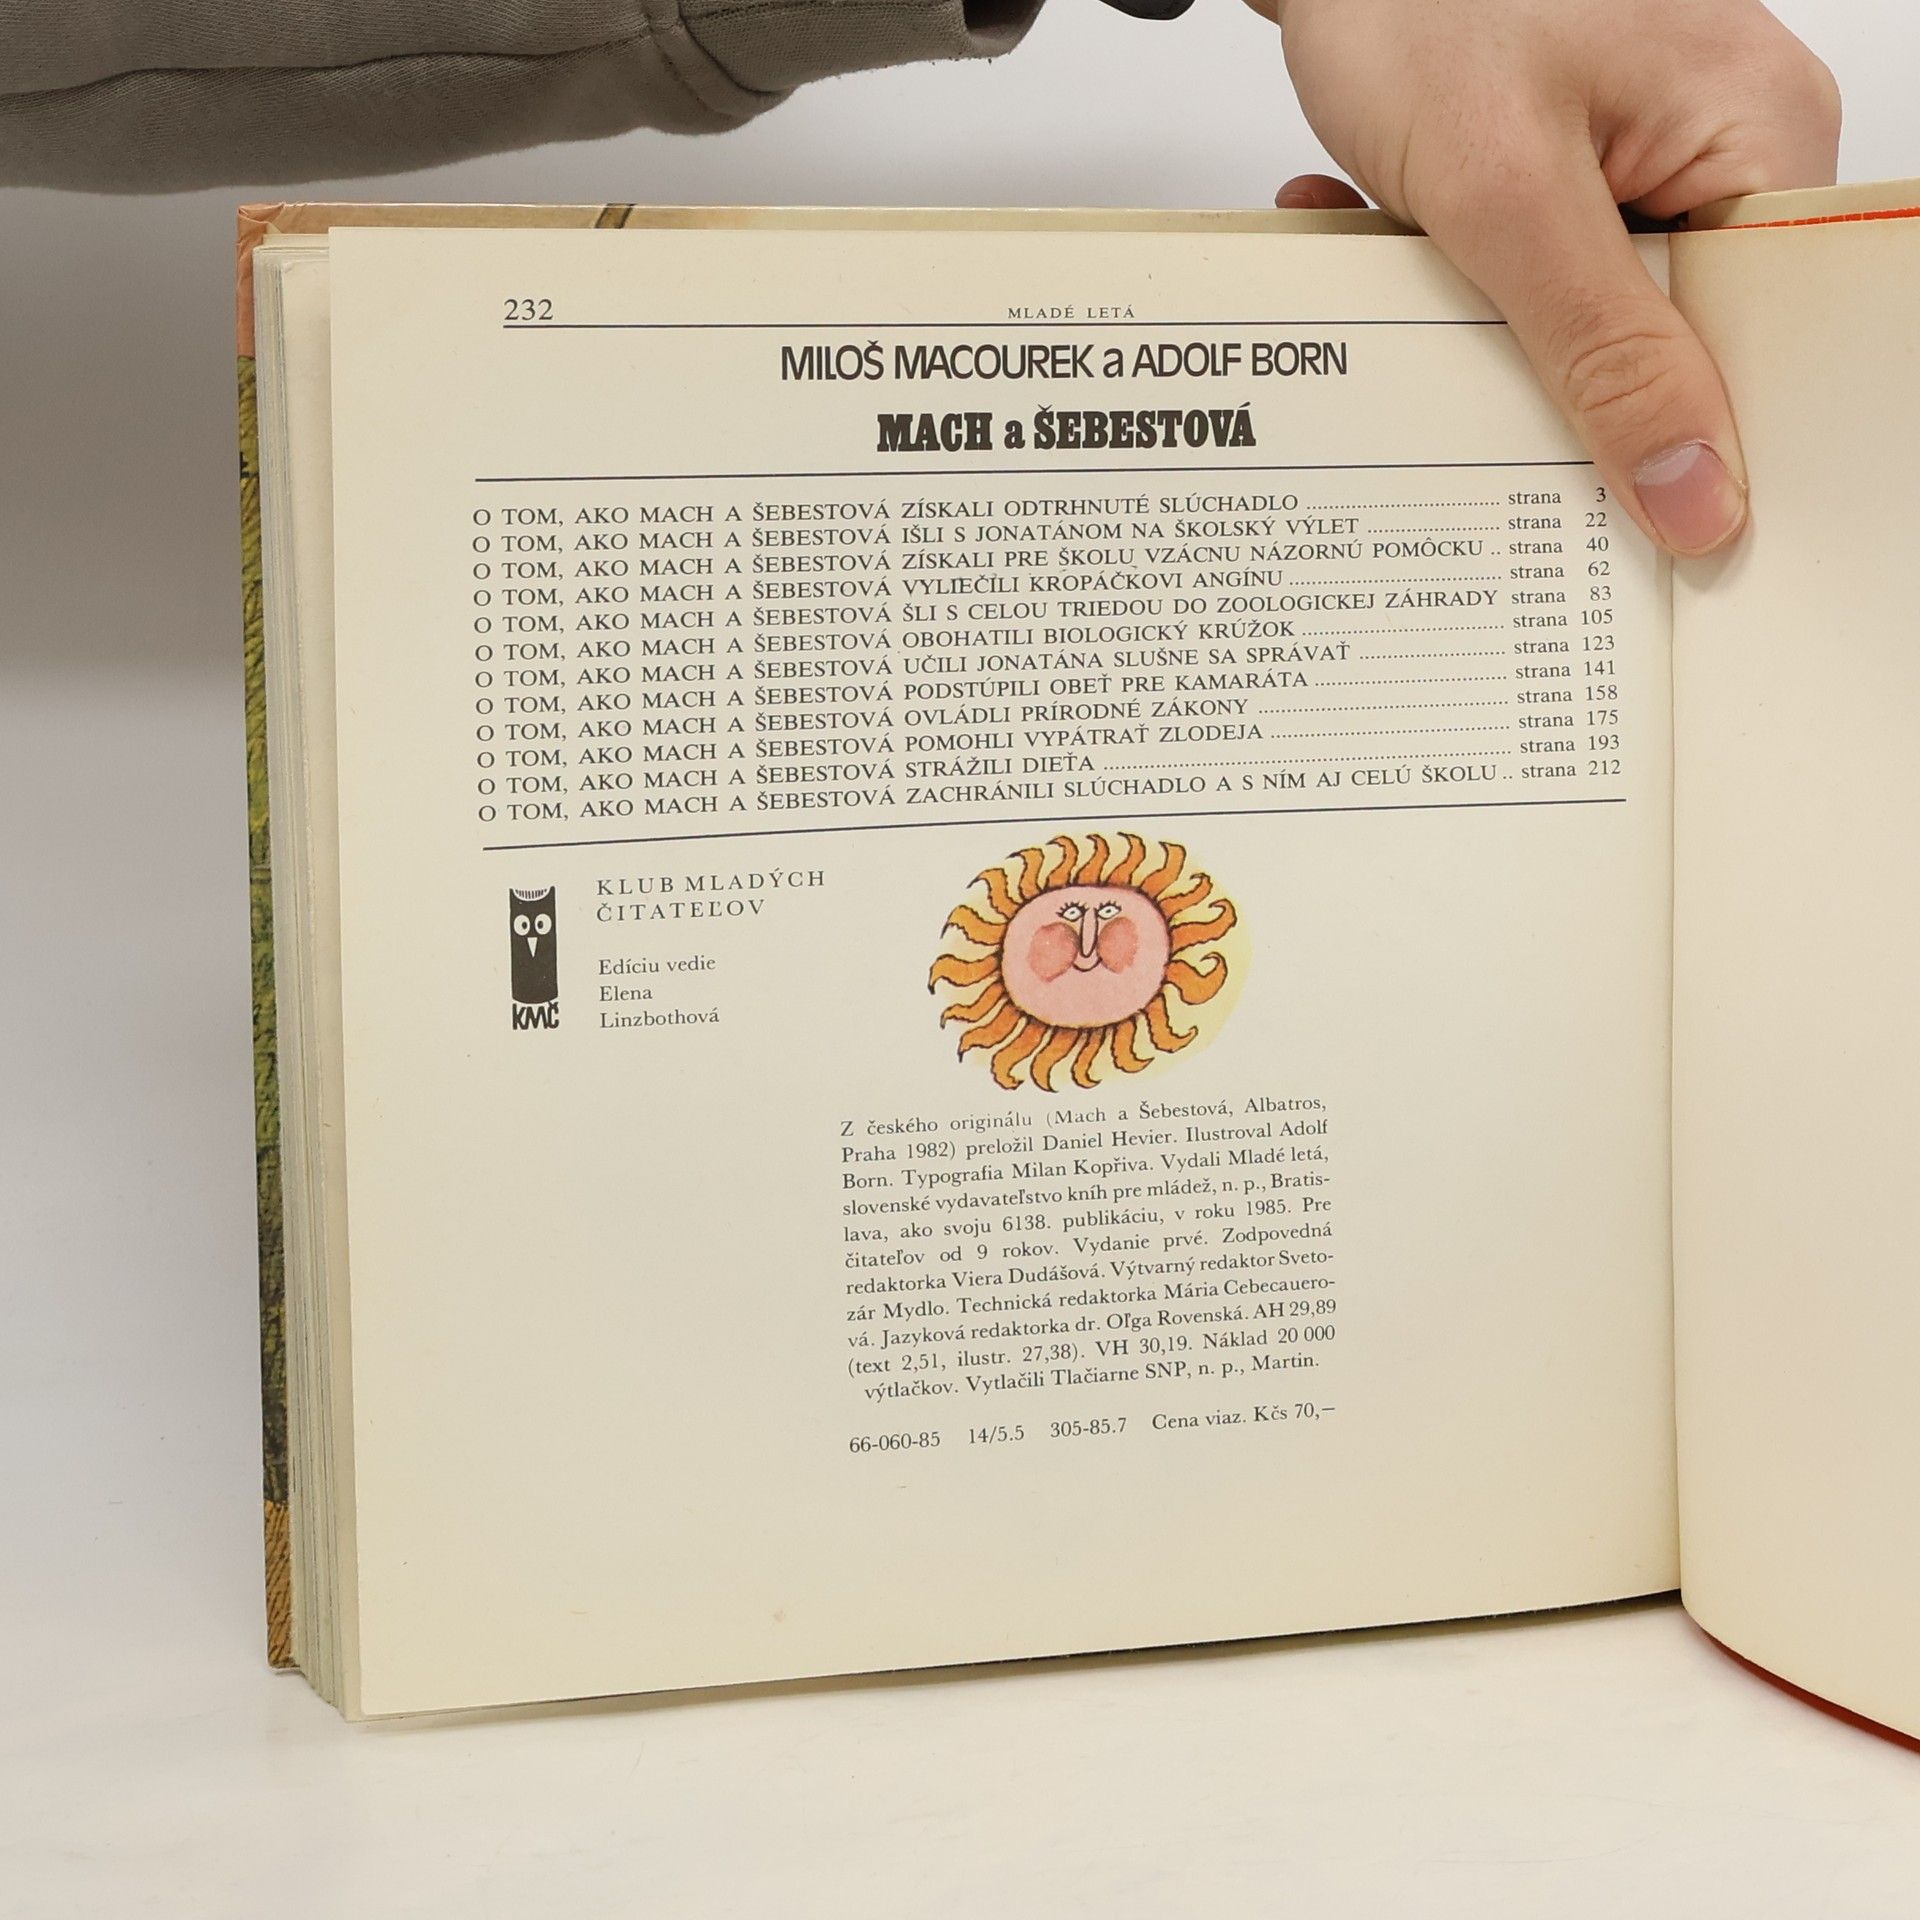 232
MLADÉ LETÁ
MILOŠ MACOUREK a ADOLF BORN
MACH a ŠEBESTOVÁ
O TOM, AKO MACH A ŠEBESTOVÁ ZÍSKALI ODTRHNUTÉ SLÚCHADLO ... strana 3
O TOM, AKO MACH A ŠEBESTOVÁ IŠLI S JONATÁNOM NA ŠKOLSKÝ VÝLET ... strana 22
O TOM, AKO MACH A ŠEBESTOVÁ ZÍSKALI PRE ŠKOLU VZÁCNU NÁZORNÚ POMÔCKU .. strana 40
O TOM, AKO MACH A ŠEBESTOVÁ VYLIEČILI KROPÁČKOVI ANGÍNU ... strana 62
O TOM, AKO MACH A ŠEBESTOVÁ ŠLI S CELOU TRIEDOU DO ZOOLOGICKEJ ZÁHRADY strana 83
O TOM, AKO MACH A ŠEBESTOVÁ OBOHATILI BIOLOGICKÝ KRÚŽOK ... strana 105
O TOM, AKO MACH A ŠEBESTOVÁ UČILI JONATÁNA SLUŠNE SA SPRÁVAŤ ... strana 123
O TOM, AKO MACH A ŠEBESTOVÁ PODSTÚPILI OBEŤ PRE KAMARÁTA ... strana 141
O TOM, AKO MACH A ŠEBESTOVÁ OVLÁDLI PRÍRODNÉ ZÁKONY ... strana 158
O TOM, AKO MACH A ŠEBESTOVÁ POMOHLI VYPÁTRAŤ ZLODEJA ... strana 175
O TOM, AKO MACH A ŠEBESTOVÁ STRÁŽILI DIEŤA ... strana 193
O TOM, AKO MACH A ŠEBESTOVÁ ZACHRÁNILI SLÚCHADLO A S NÍM AJ CELÚ ŠKOLU .. strana 212
KLUB MLADÝCH
ČITATEĽOV
Edíciu vedie
Elena
Linzbothová
KMČ
Z českého originálu (Mach a Šebestová, Albatros,
Praha 1982) preložil Daniel Hevier. Ilustroval Adolf
Born. Typografia Milan Kopřiva. Vydali Mladé letá,
slovenské vydavateľstvo kníh pre mládež, n. p., Bratis-
lava, ako svoju 6138. publikáciu, v roku 1985. Pre
čitateľov od 9 rokov. Vydanie prvé. Zodpovedná
redaktorka Viera Dudášová. Výtvarný redaktor Sveto-
zár Mydlo. Technická redaktorka Mária Cebecauero-
vá. Jazyková redaktorka dr. Oľga Rovenská. AH 29,89
(text 2,51, ilustr. 27,38). VH 30,19. Náklad 20 000
výtlačkov. Vytlačili Tlačiarne SNP, n. p., Martin.
66-060-85 14/5.5 305-85.7 Cena viaz. Kčs 70,—